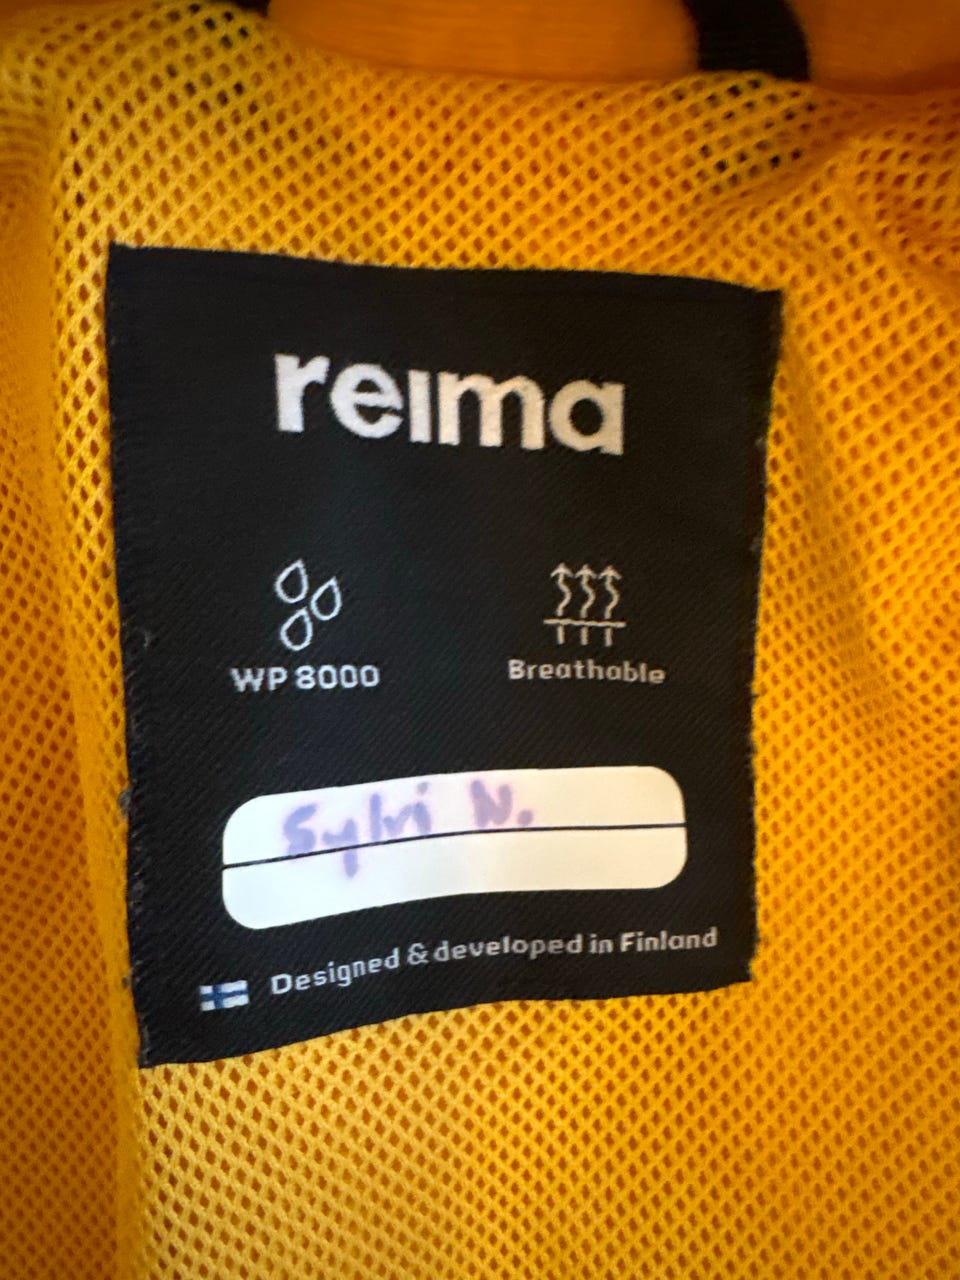 reima
WP 8000 Breathable
Sylvi N.
Designed & developed in Finland